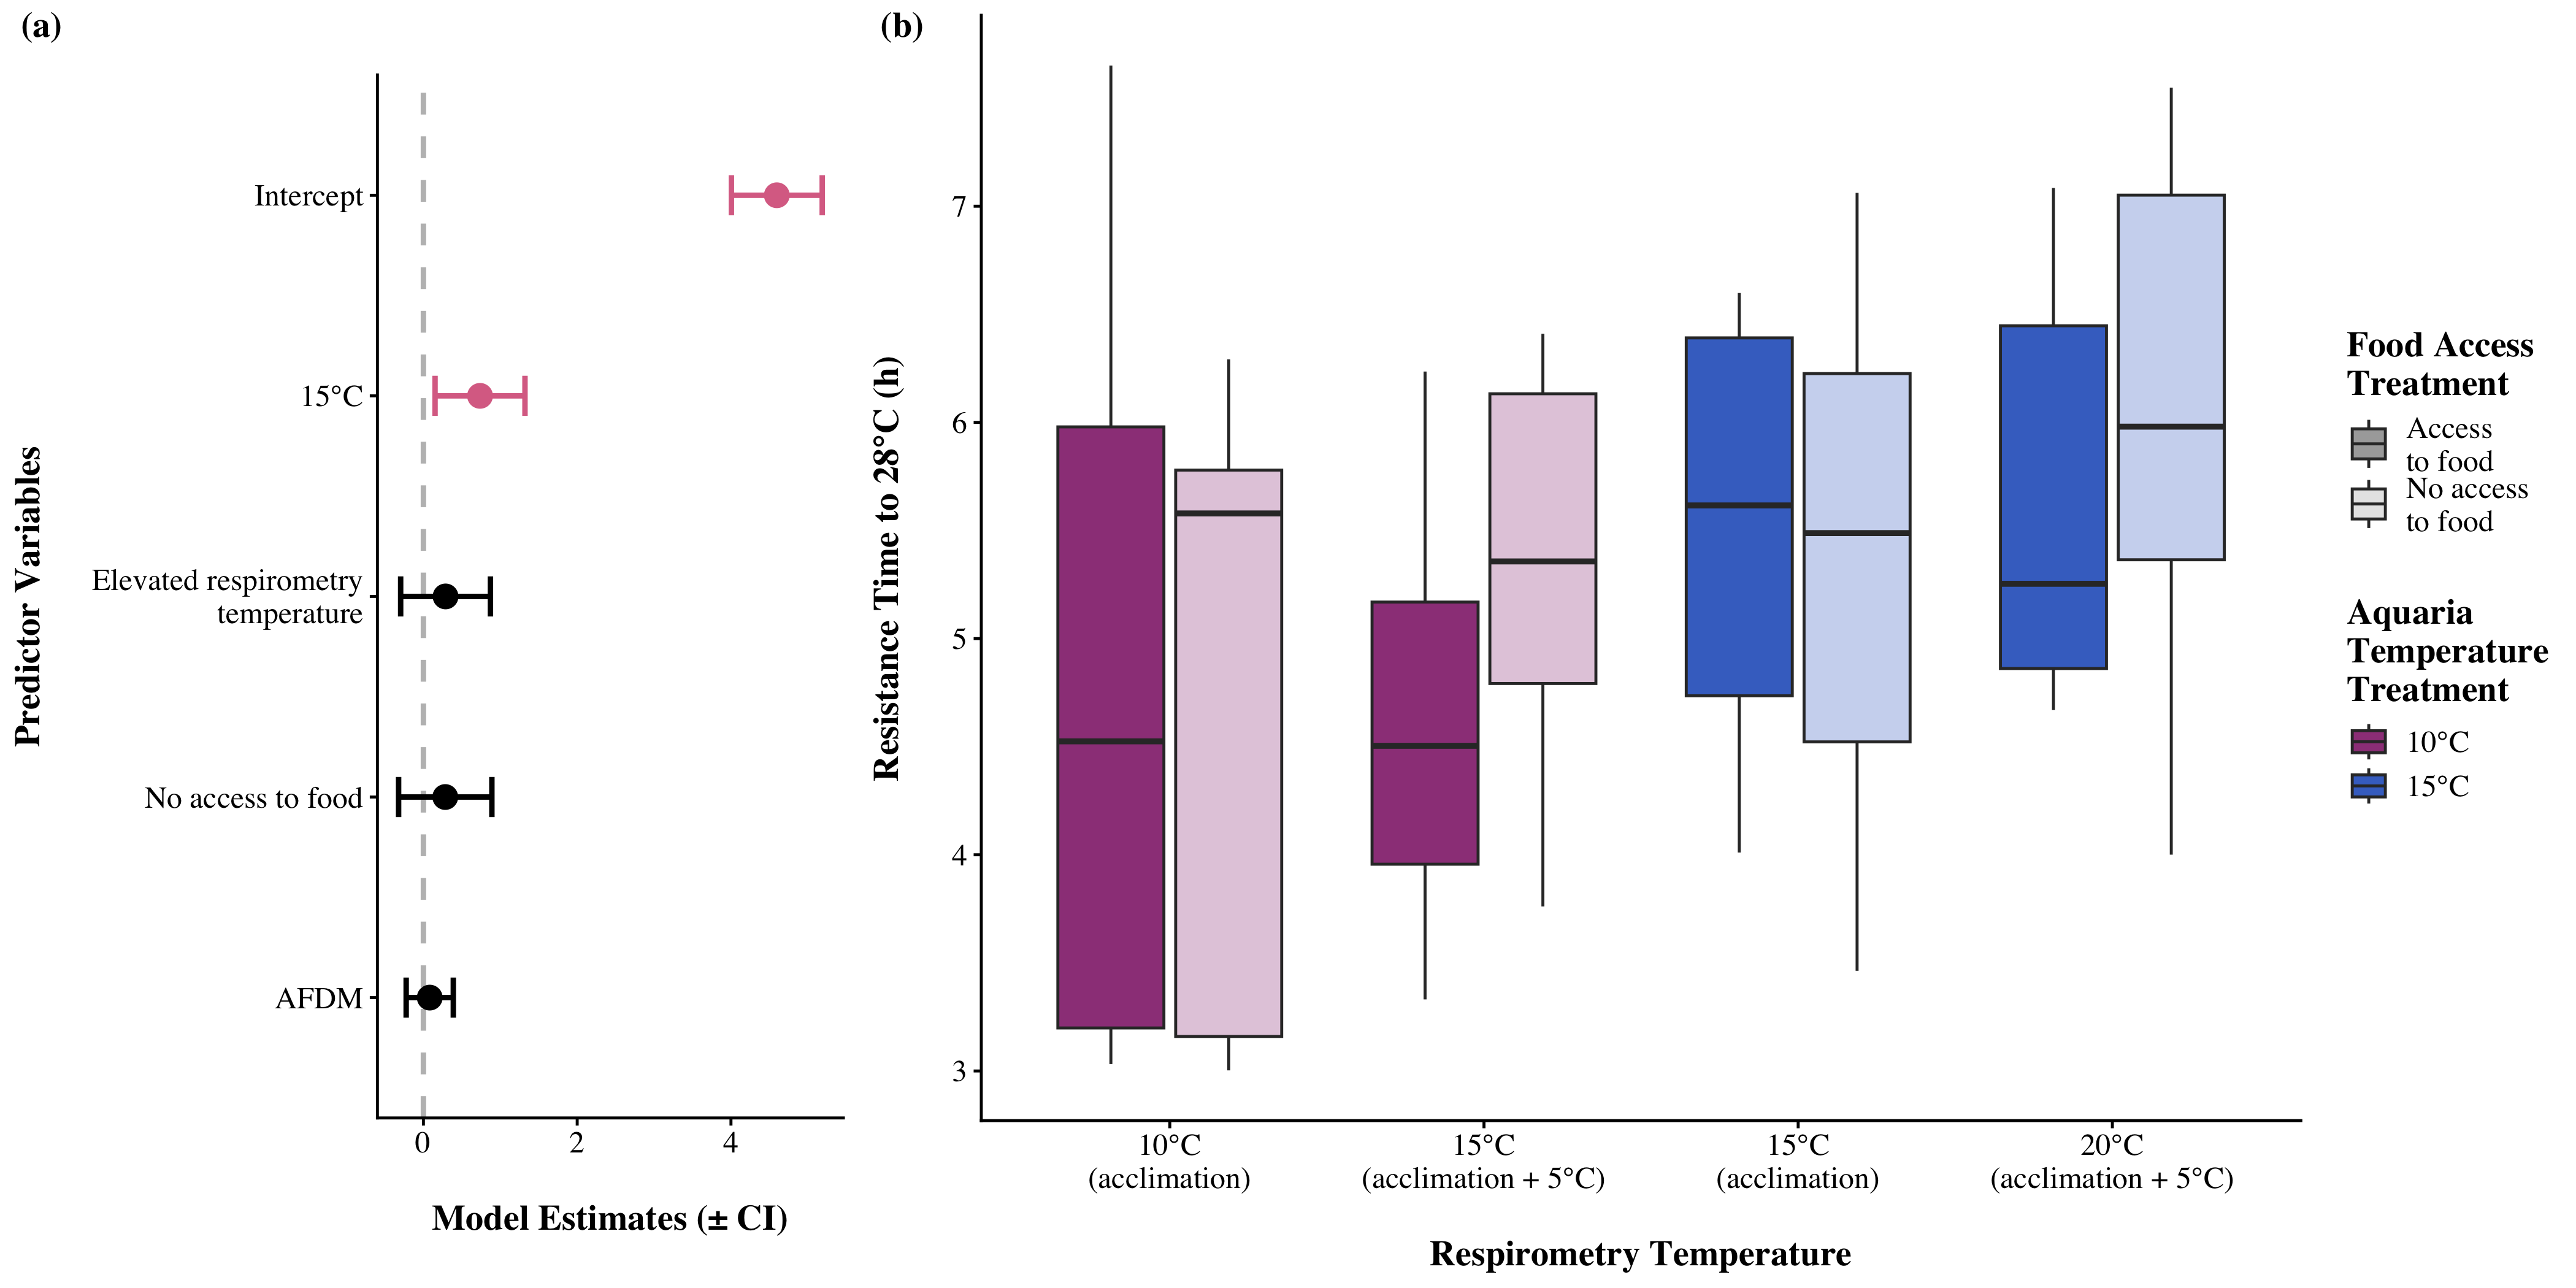 (a)
Predictor Variables
Intercept
15°C
Elevated respirometry
temperature
No access to food
AFDM
0
2
4
Model Estimates (± CI)
(b)
Resistance Time to 28°C (h)
7
6
5
4
3
10°C
(acclimation)
15°C
(acclimation + 5°C)
15°C
(acclimation)
20°C
(acclimation + 5°C)
Respirometry Temperature
Food Access
Treatment
Access
to food
No access
to food
Aquaria
Temperature
Treatment
10°C
15°C